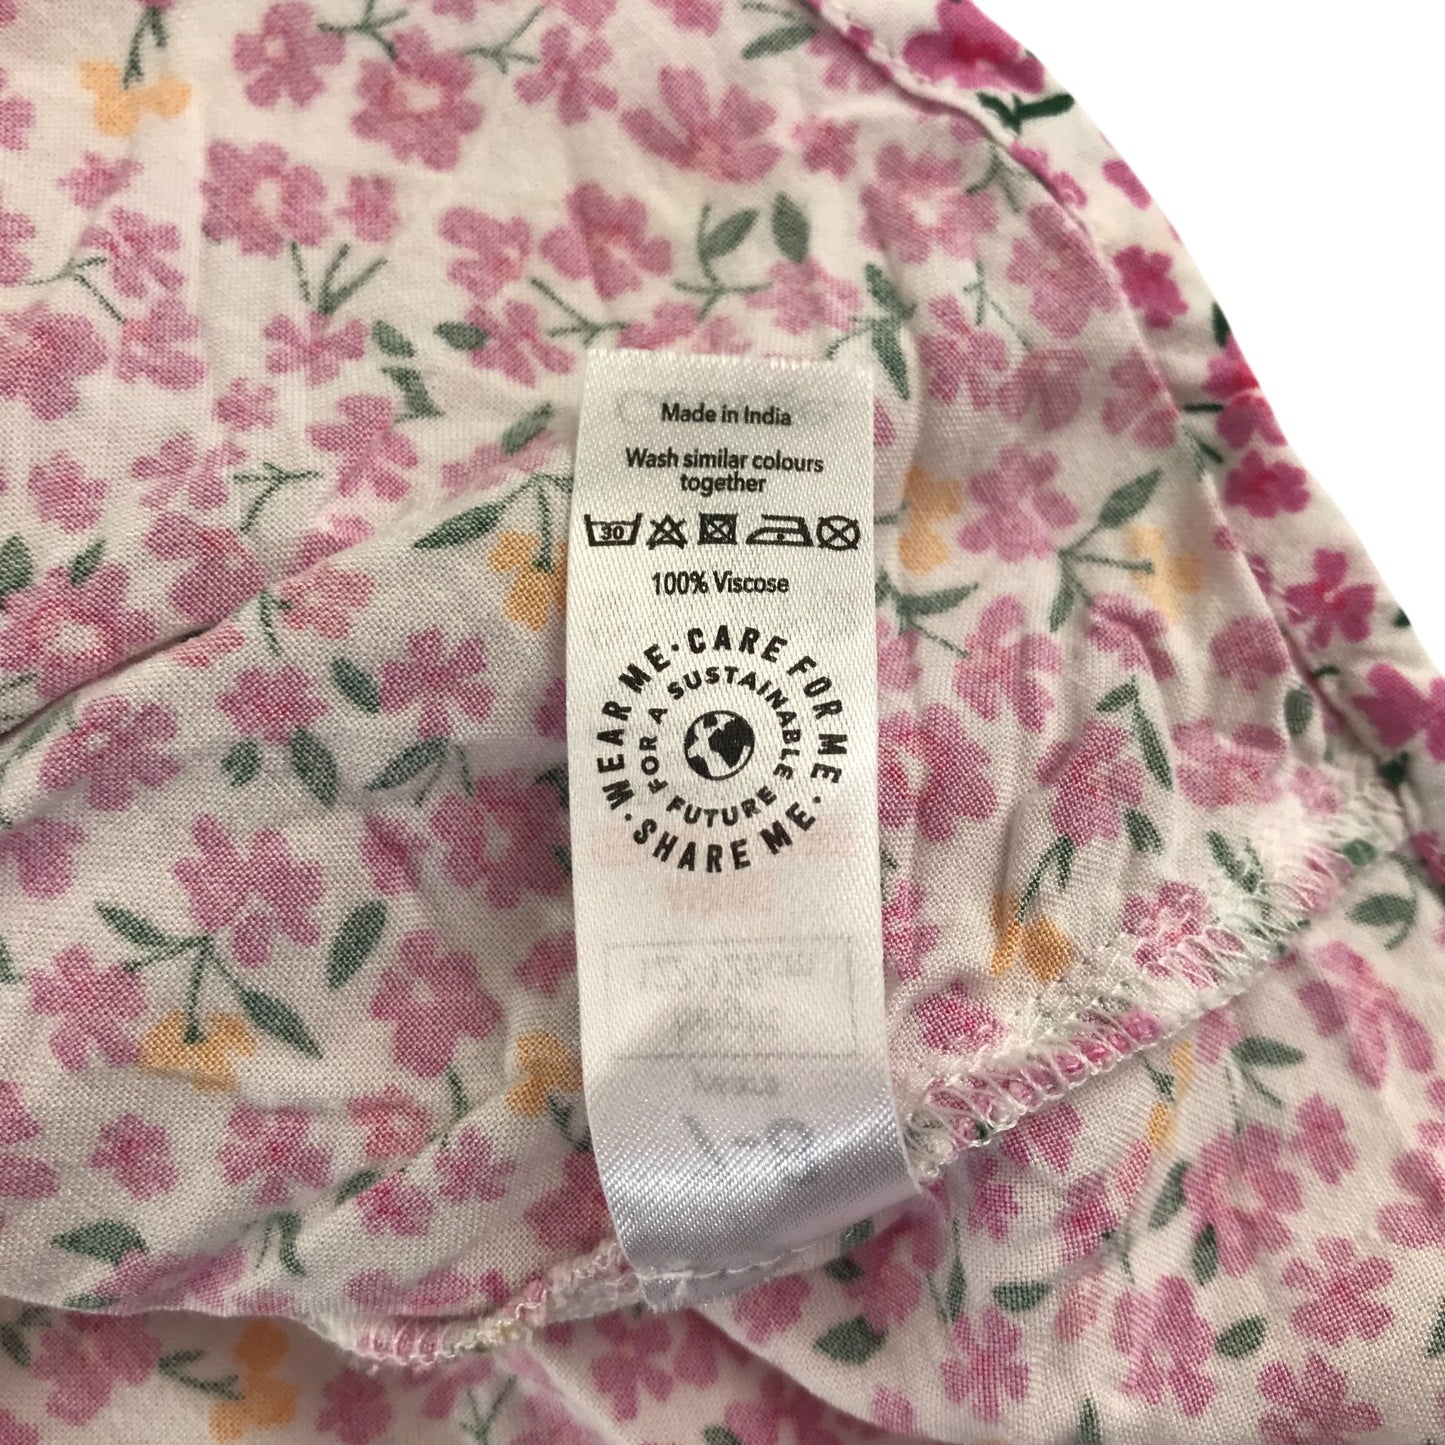 Made in India
Wash similar colours
together
30
100% Viscose
WEAR ME · CARE FOR ME · SHARE ME ·
FOR A SUSTAINABLE FUTURE